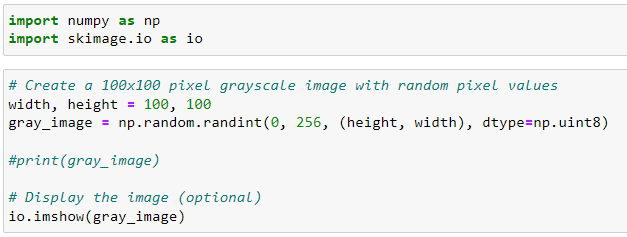 import numpy as np
import skimage.io as io
# Create a 100x100 pixel grayscale image with random pixel values
width, height = 100, 100
gray_image = np.random.randint(0, 256, (height, width), dtype=np.uint8)
#print(gray_image)
# Display the image (optional)
io.imshow(gray_image)